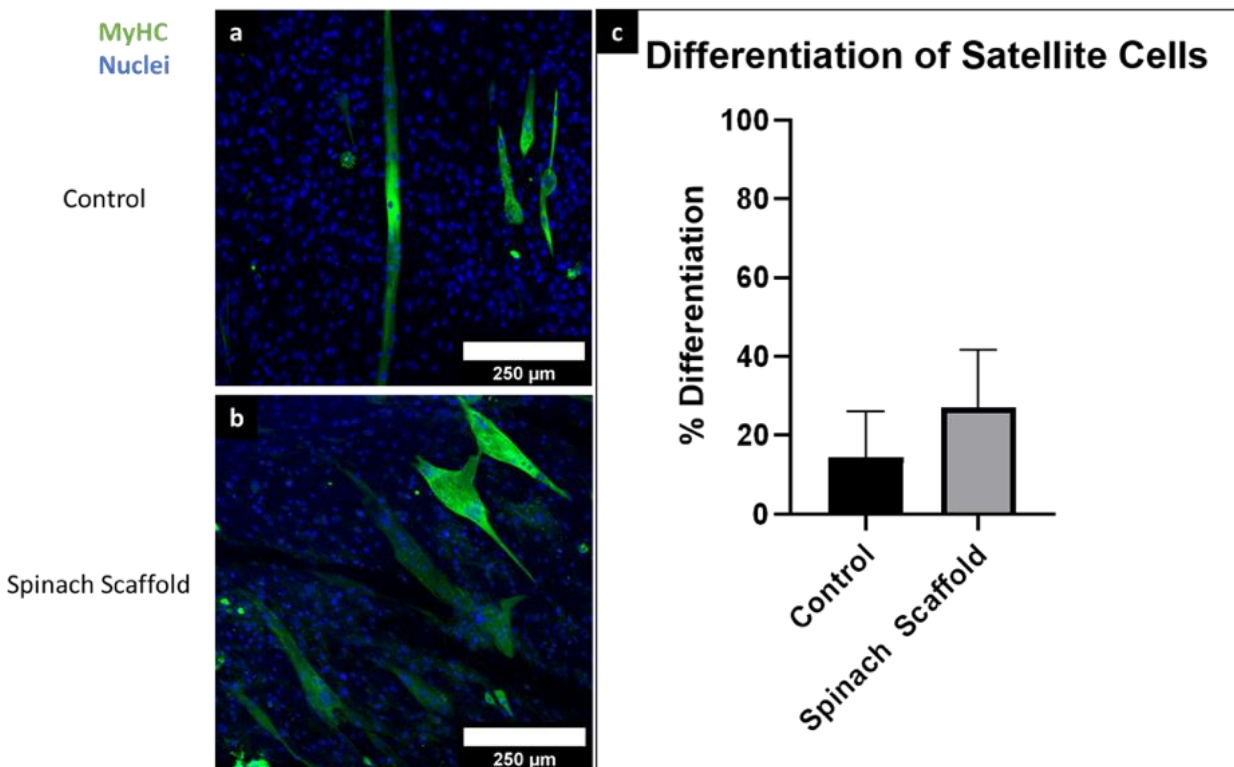 MyHC
Nuclei
Control
Spinach Scaffold
a
250 µm
b
250 µm
c
Differentiation of Satellite Cells
% Differentiation
100
80
60
40
20
0
Control
Spinach Scaffold